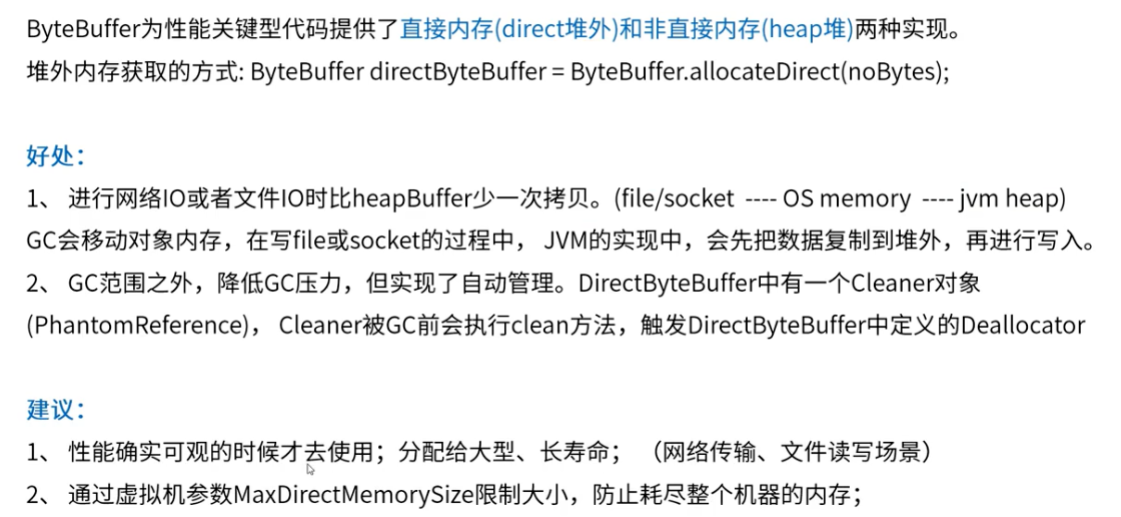 ByteBuffer为性能关键型代码提供了直接内存(direct堆外)和非直接内存(heap堆)两种实现。
堆外内存获取的方式: ByteBuffer directByteBuffer = ByteBuffer.allocateDirect(noBytes);
好处：
1、 进行网络IO或者文件IO时比heapBuffer少一次拷贝。(file/socket ---- OS memory ---- jvm heap)
GC会移动对象内存，在写file或socket的过程中， JVM的实现中，会先把数据复制到堆外，再进行写入。
2、 GC范围之外，降低GC压力，但实现了自动管理。DirectByteBuffer中有一个Cleaner对象
(PhantomReference)， Cleaner被GC前会执行clean方法，触发DirectByteBuffer中定义的Deallocator
建议：
1、 性能确实可观的时候才去使用；分配给大型、长寿命； （网络传输、文件读写场景）
2、 通过虚拟机参数MaxDirectMemorySize限制大小，防止耗尽整个机器的内存；